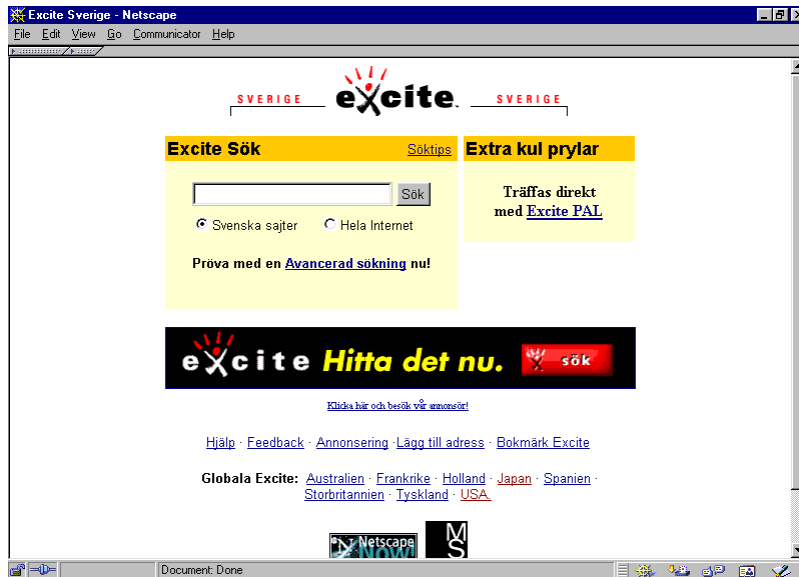 Excite Sverige - Netscape
File Edit View Go Communicator Help
SVERIGE excite. SVERIGE
Excite Sök Söktips Extra kul prylar
Sök
Träffas direkt
med Excite PAL
Svenska sajter Hela Internet
Pröva med en Avancerad sökning nu!
excite Hitta det nu. sök
Klicka här och besök vår annonsör!
Hjälp · Feedback · Annonsering ·Lägg till adress · Bokmärk Excite
Globala Excite: Australien · Frankrike · Holland · Japan · Spanien ·
Storbritannien · Tyskland · USA.
Netscape
NOW!
M
S
Document: Done